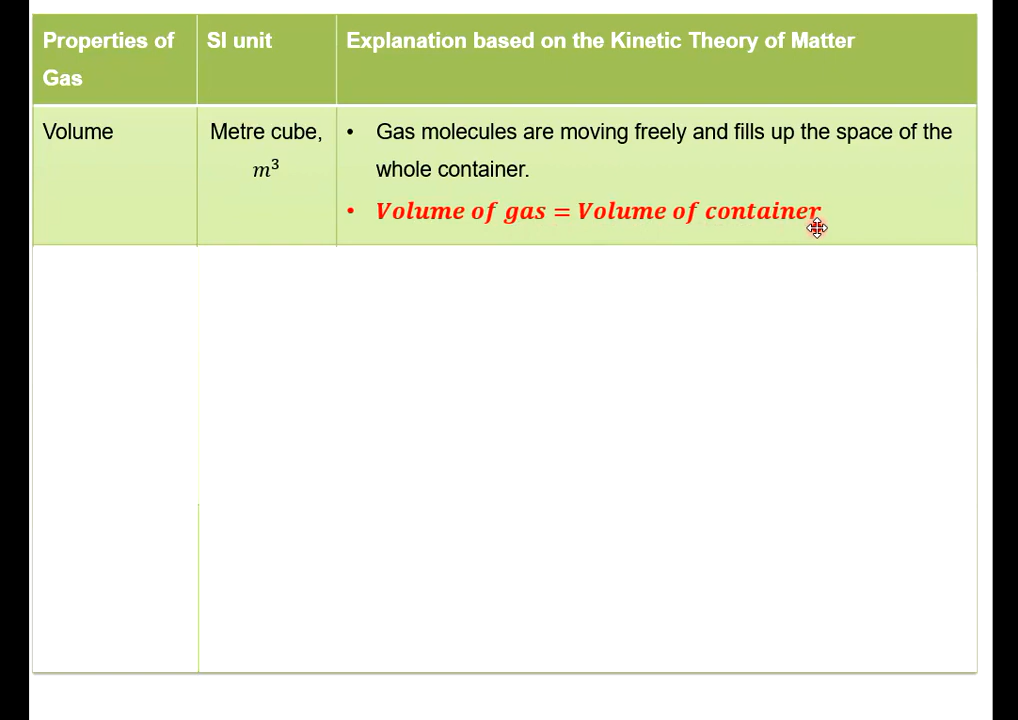 Properties of Gas
SI unit
Explanation based on the Kinetic Theory of Matter
Volume
Metre cube,
m³
• Gas molecules are moving freely and fills up the space of the
whole container.
• Volume of gas = Volume of container